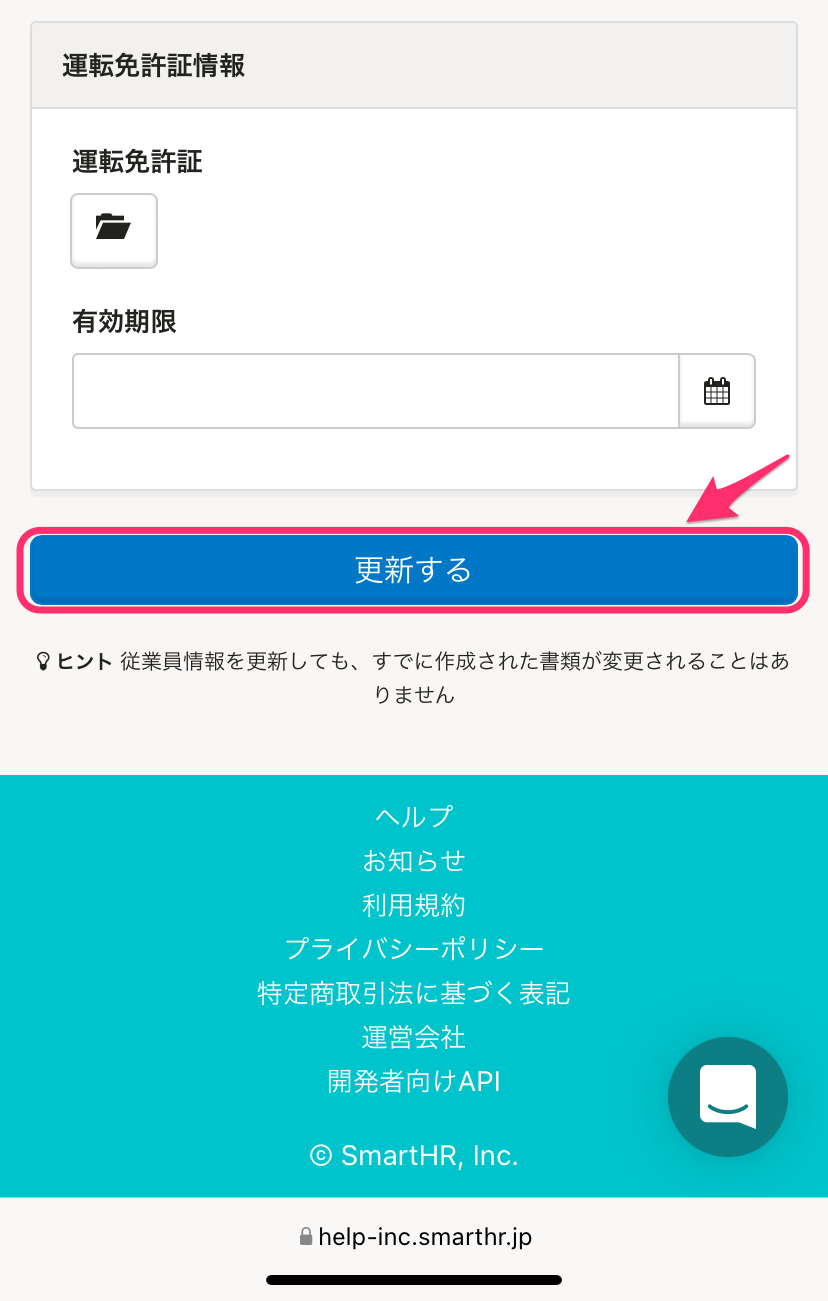 運転免許証情報
運転免許証
有効期限
更新する
ヒント 従業員情報を更新しても、すでに作成された書類が変更されることはあ
りません
ヘルプ
お知らせ
利用規約
プライバシーポリシー
特定商取引法に基づく表記
運営会社
開発者向けAPI
© SmartHR, Inc.
help-inc.smarthr.jp